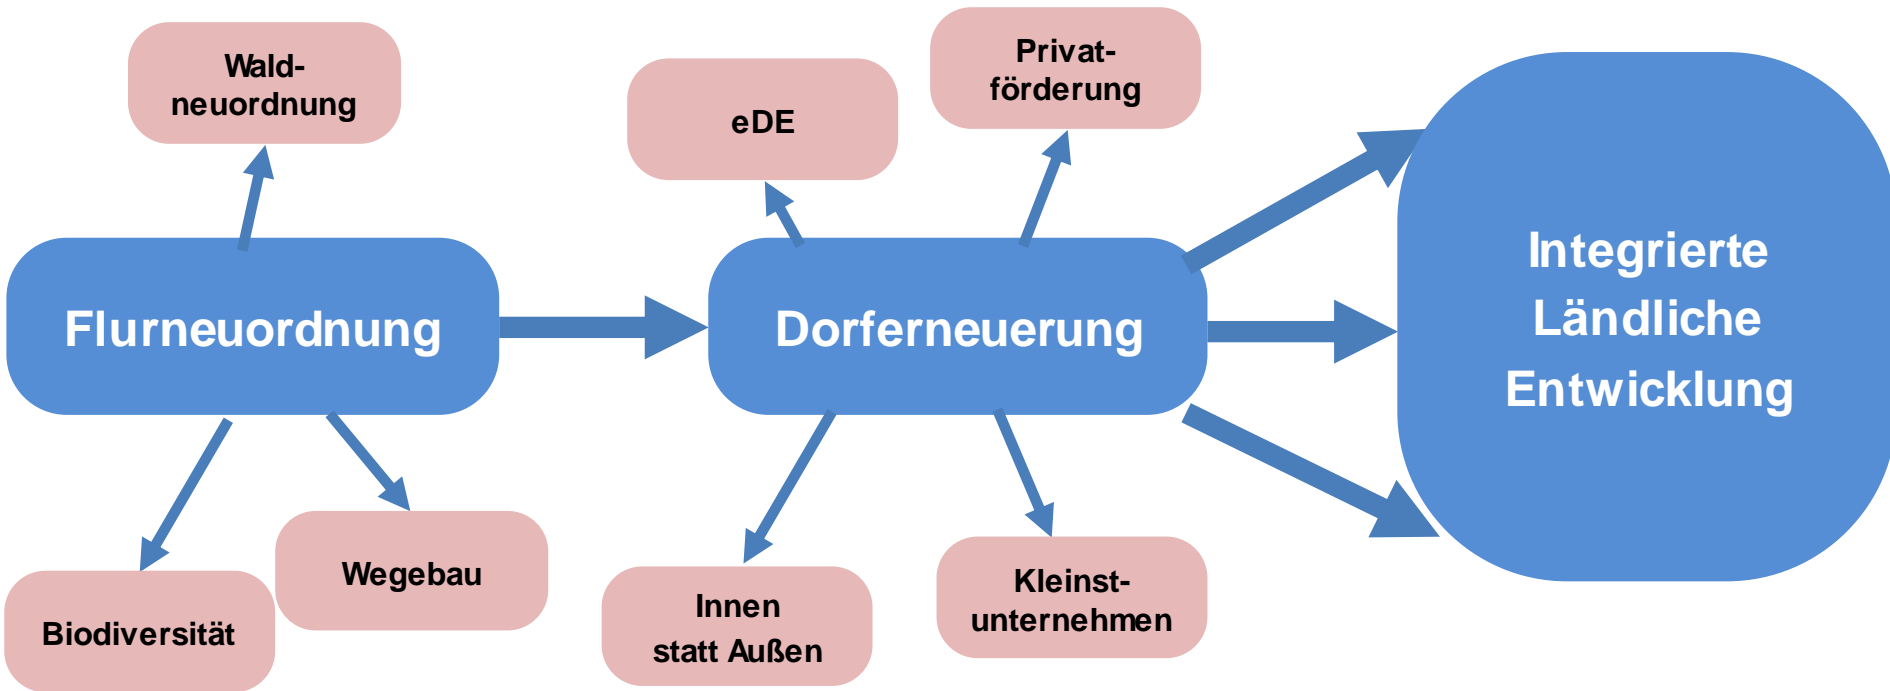 Wald-
neuordnung
eDE
Privat-
förderung
Flurneuordnung
Dorferneuerung
Integrierte
Ländliche
Entwicklung
Biodiversität
Wegebau
Innen
statt Außen
Kleinst-
unternehmen